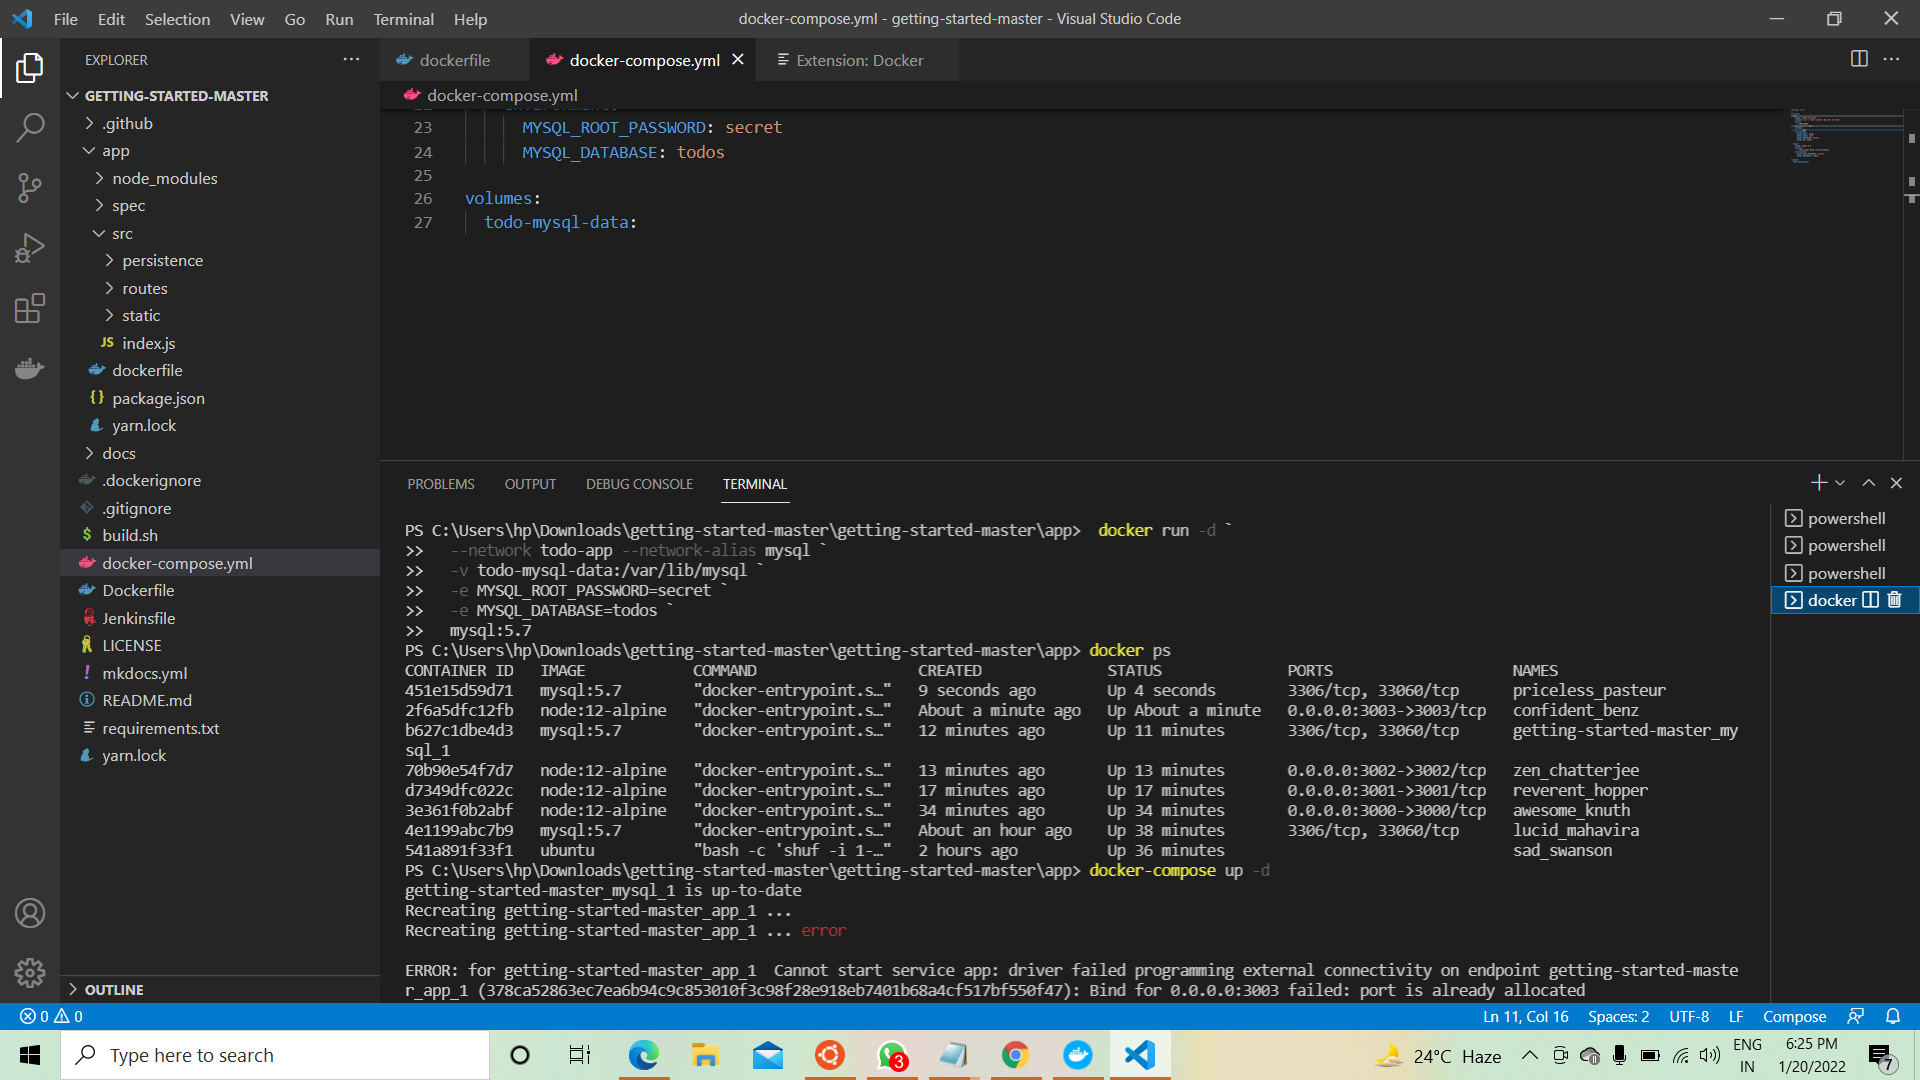 File Edit Selection View Go Run Terminal Help
docker-compose.yml - getting-started-master - Visual Studio Code
EXPLORER
GETTING-STARTED-MASTER
.github
app
node_modules
spec
src
persistence
routes
static
JS index.js
dockerfile
{} package.json
yarn.lock
docs
.dockerignore
.gitignore
$ build.sh
docker-compose.yml
Dockerfile
Jenkinsfile
LICENSE
! mkdocs.yml
README.md
requirements.txt
yarn.lock
OUTLINE
dockerfile
docker-compose.yml
Extension: Docker
docker-compose.yml
23 MYSQL_ROOT_PASSWORD: secret
24 MYSQL_DATABASE: todos
25
26 volumes:
27 todo-mysql-data:
PROBLEMS OUTPUT DEBUG CONSOLE TERMINAL
PS C:\Users\hp\Downloads\getting-started-master\getting-started-master\app>  docker run -d `
>>   --network todo-app --network-alias mysql `
>>   -v todo-mysql-data:/var/lib/mysql `
>>   -e MYSQL_ROOT_PASSWORD=secret `
>>   -e MYSQL_DATABASE=todos `
>>   mysql:5.7
PS C:\Users\hp\Downloads\getting-started-master\getting-started-master\app> docker ps
CONTAINER ID   IMAGE            COMMAND                  CREATED              STATUS              PORTS                    NAMES
451e15d59d71   mysql:5.7        "docker-entrypoint.s…"   9 seconds ago        Up 4 seconds        3306/tcp, 33060/tcp      priceless_pasteur
2f6a5dfc12fb   node:12-alpine   "docker-entrypoint.s…"   About a minute ago   Up About a minute   0.0.0.0:3003->3003/tcp   confident_benz
b627c1dbe4d3   mysql:5.7        "docker-entrypoint.s…"   12 minutes ago       Up 11 minutes       3306/tcp, 33060/tcp      getting-started-master_my
sql_1
70b90e54f7d7   node:12-alpine   "docker-entrypoint.s…"   13 minutes ago       Up 13 minutes       0.0.0.0:3002->3002/tcp   zen_chatterjee
d7349dfc022c   node:12-alpine   "docker-entrypoint.s…"   17 minutes ago       Up 17 minutes       0.0.0.0:3001->3001/tcp   reverent_hopper
3e361f0b2abf   node:12-alpine   "docker-entrypoint.s…"   34 minutes ago       Up 34 minutes       0.0.0.0:3000->3000/tcp   awesome_knuth
4e1199abc7b9   mysql:5.7        "docker-entrypoint.s…"   About an hour ago    Up 38 minutes       3306/tcp, 33060/tcp      lucid_mahavira
541a891f33f1   ubuntu           "bash -c 'shuf -i 1-…"   2 hours ago          Up 36 minutes                                sad_swanson
PS C:\Users\hp\Downloads\getting-started-master\getting-started-master\app> docker-compose up -d
getting-started-master_mysql_1 is up-to-date
Recreating getting-started-master_app_1 ...
Recreating getting-started-master_app_1 ... error
ERROR: for getting-started-master_app_1  Cannot start service app: driver failed programming external connectivity on endpoint getting-started-maste
r_app_1 (378ca52863ec7ea6b94c9c853010f3c98f28e918eb7401b68a4cf517bf550f47): Bind for 0.0.0.0:3003 failed: port is already allocated
powershell
powershell
powershell
docker
0 0
Ln 11, Col 16 Spaces: 2 UTF-8 LF Compose
Type here to search
3
24°C Haze
ENG
IN
6:25 PM
1/20/2022
7